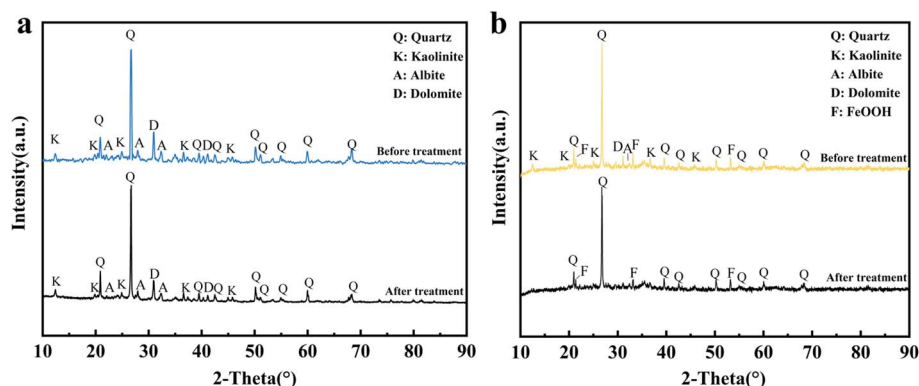 a
Q
Q: Quartz
K: Kaolinite
A: Albite
D: Dolomite
Q
K
K
A
K
A
D
A
K
Q
D
Q
K
Q
Q
Q
Q
Q
Before treatment
Q
Q
K
K
A
K
A
D
A
K
Q
D
Q
K
Q
Q
Q
Q
Q
After treatment
Intensity(a.u.)
10 20 30 40 50 60 70 80 90
2-Theta(°)
b
Q
Q: Quartz
K: Kaolinite
A: Albite
D: Dolomite
F: FeOOH
K
K
Q
F
K
D
A
F
K
Q
Q
K
Q
F
Q
Q
Q
Before treatment
Q
Q
F
F
Q
Q
Q
F
Q
Q
Q
After treatment
Intensity(a.u.)
10 20 30 40 50 60 70 80 90
2-Theta(°)